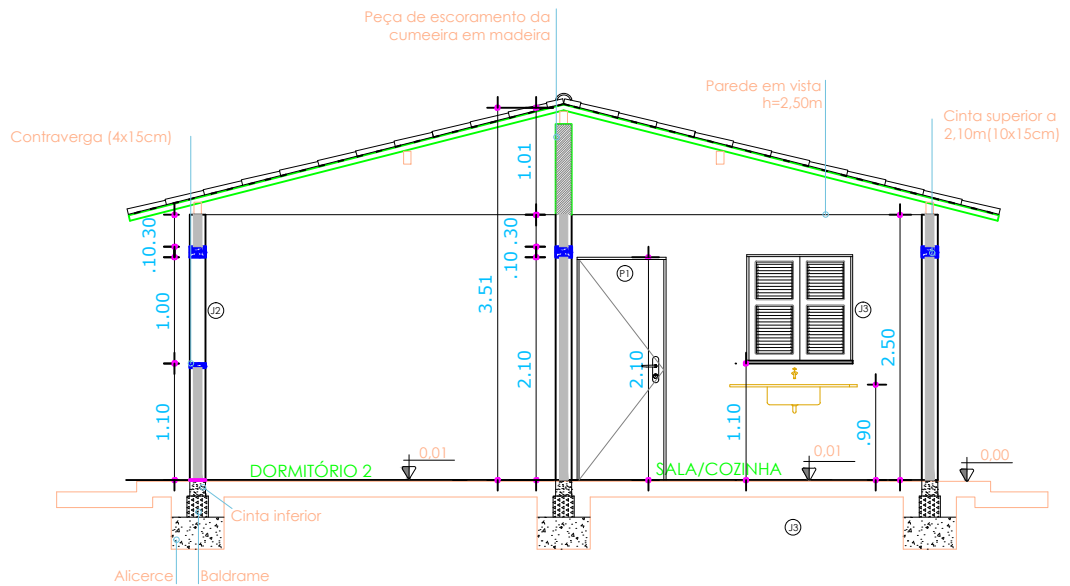 Peça de escoramento da
cumeeira em madeira
Parede em vista
h=2,50m
Cinta superior a
2,10m(10x15cm)
Contraverga (4x15cm)
1.01
.30
.10
.30
.10
3.51
1.00
J2
P1
J3
2.50
2.10
2.10
1.10
1.10
.90
DORMITÓRIO 2
0,01
SALA/COZINHA
0,01
0,00
Cinta inferior
J3
Alicerce
Baldrame